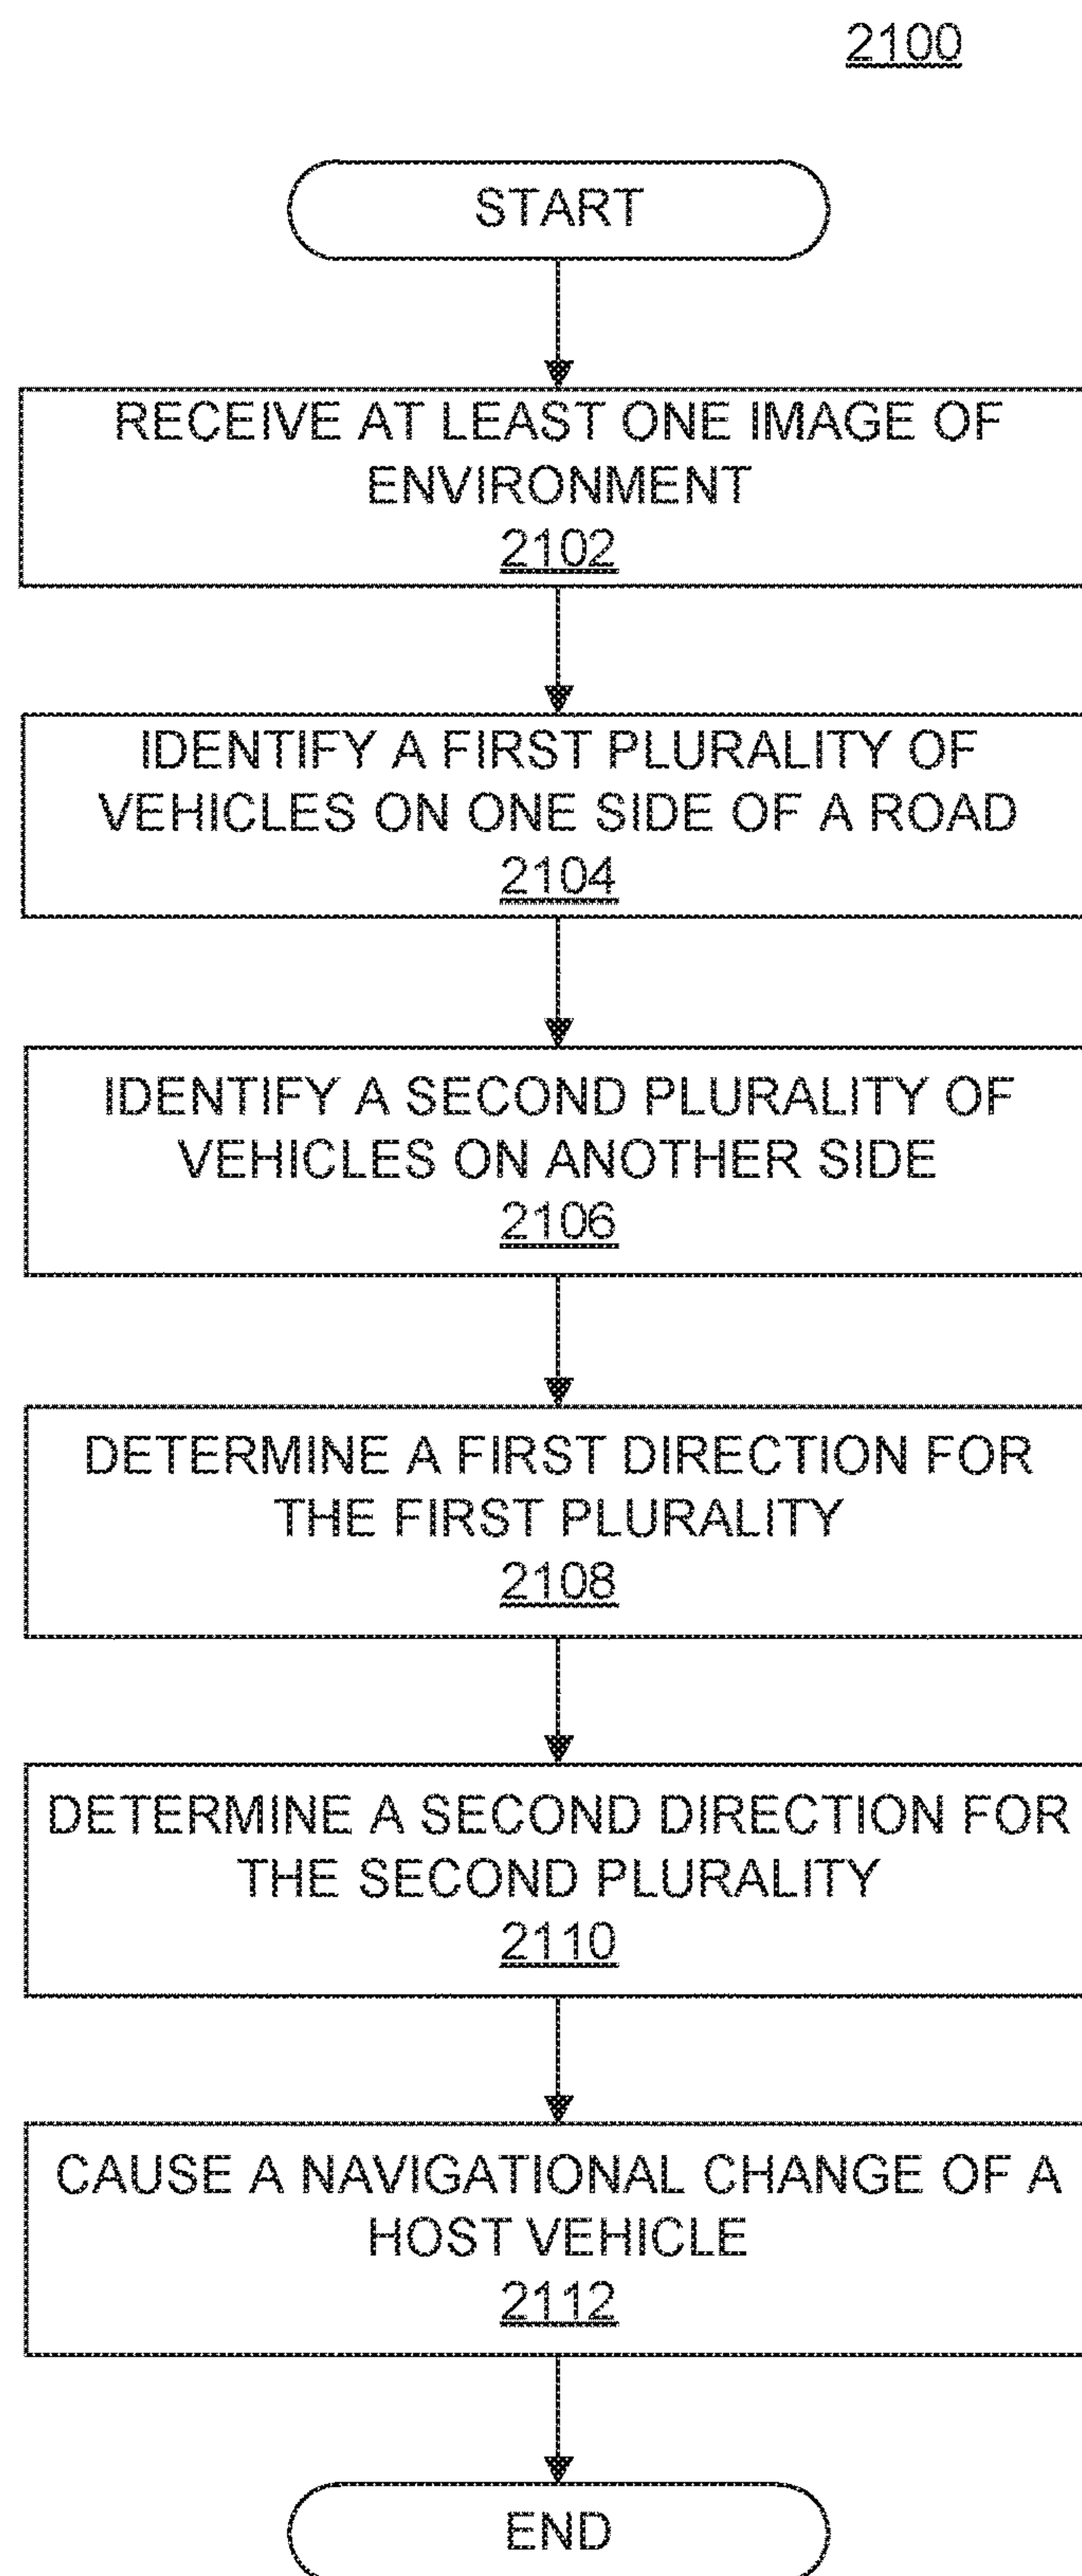 2100
START
RECEIVE AT LEAST ONE IMAGE OF
ENVIRONMENT
2102
IDENTIFY A FIRST PLURALITY OF
VEHICLES ON ONE SIDE OF A ROAD
2104
IDENTIFY A SECOND PLURALITY OF
VEHICLES ON ANOTHER SIDE
2106
DETERMINE A FIRST DIRECTION FOR
THE FIRST PLURALITY
2108
DETERMINE A SECOND DIRECTION FOR
THE SECOND PLURALITY
2110
CAUSE A NAVIGATIONAL CHANGE OF A
HOST VEHICLE
2112
END